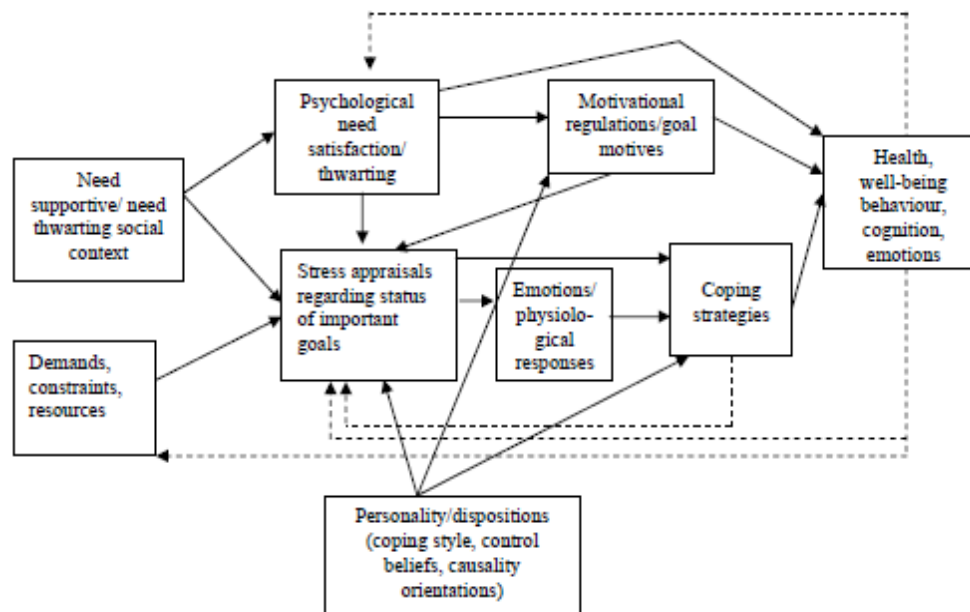 Psychological
need
satisfaction/
thwarting
Motivational
regulations/goal
motives
Need
supportive/ need
thwarting social
context
Health,
well-being
behaviour,
cognition,
emotions
Stress appraisals
regarding status
of important
goals
Emotions/
physiolo-
gical
responses
Coping
strategies
Demands,
constraints,
resources
Personality/dispositions
(coping style, control
beliefs, causality
orientations)